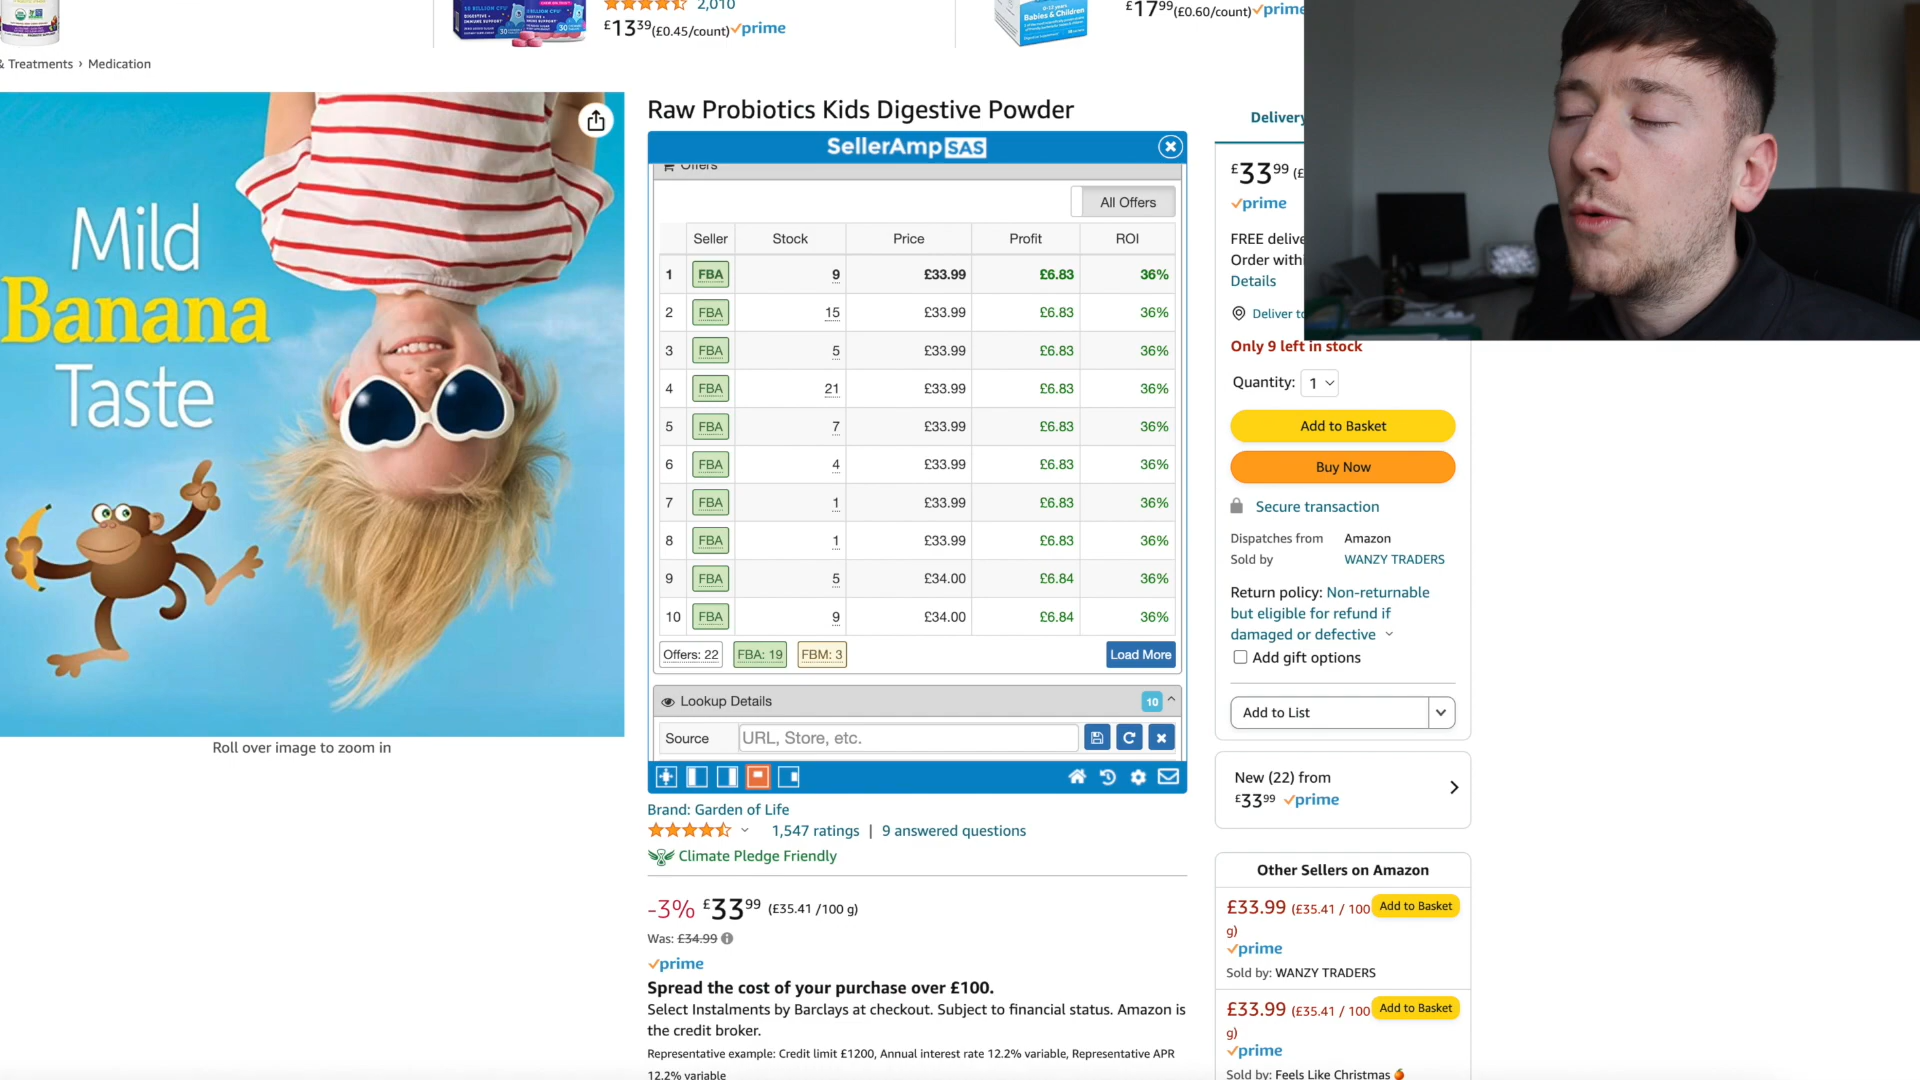 2,010
£13.39 (£0.45/count) prime
Babies & Children
£17.99 (£0.60/count) prime
& Treatments › Medication
Mild
Banana
Taste
Roll over image to zoom in
Raw Probiotics Kids Digestive Powder
SellerAmp SAS
Offers
All Offers
Seller Stock Price Profit ROI
1 FBA 9 £33.99 £6.83 36%
2 FBA 15 £33.99 £6.83 36%
3 FBA 5 £33.99 £6.83 36%
4 FBA 21 £33.99 £6.83 36%
5 FBA 7 £33.99 £6.83 36%
6 FBA 4 £33.99 £6.83 36%
7 FBA 1 £33.99 £6.83 36%
8 FBA 1 £33.99 £6.83 36%
9 FBA 5 £34.00 £6.84 36%
10 FBA 9 £34.00 £6.84 36%
Offers: 22 FBA: 19 FBM: 3 Load More
Lookup Details 10
Source URL, Store, etc.
Brand: Garden of Life
1,547 ratings | 9 answered questions
Climate Pledge Friendly
-3% £33.99 (£35.41 /100 g)
Was: £34.99
prime
Spread the cost of your purchase over £100.
Select Instalments by Barclays at checkout. Subject to financial status. Amazon is
the credit broker.
Representative example: Credit limit £1200, Annual interest rate 12.2% variable, Representative APR
12.2% variable
Delivery
£33.99 (£
prime
FREE delive
Order with
Details
Deliver to
Only 9 left in stock
Quantity: 1
Add to Basket
Buy Now
Secure transaction
Dispatches from Amazon
Sold by WANZY TRADERS
Return policy: Non-returnable
but eligible for refund if
damaged or defective
Add gift options
Add to List
New (22) from
£33.99 prime
Other Sellers on Amazon
£33.99 (£35.41 / 100 Add to Basket
g)
prime
Sold by: WANZY TRADERS
£33.99 (£35.41 / 100 Add to Basket
g)
prime
Sold by: Feels Like Christmas